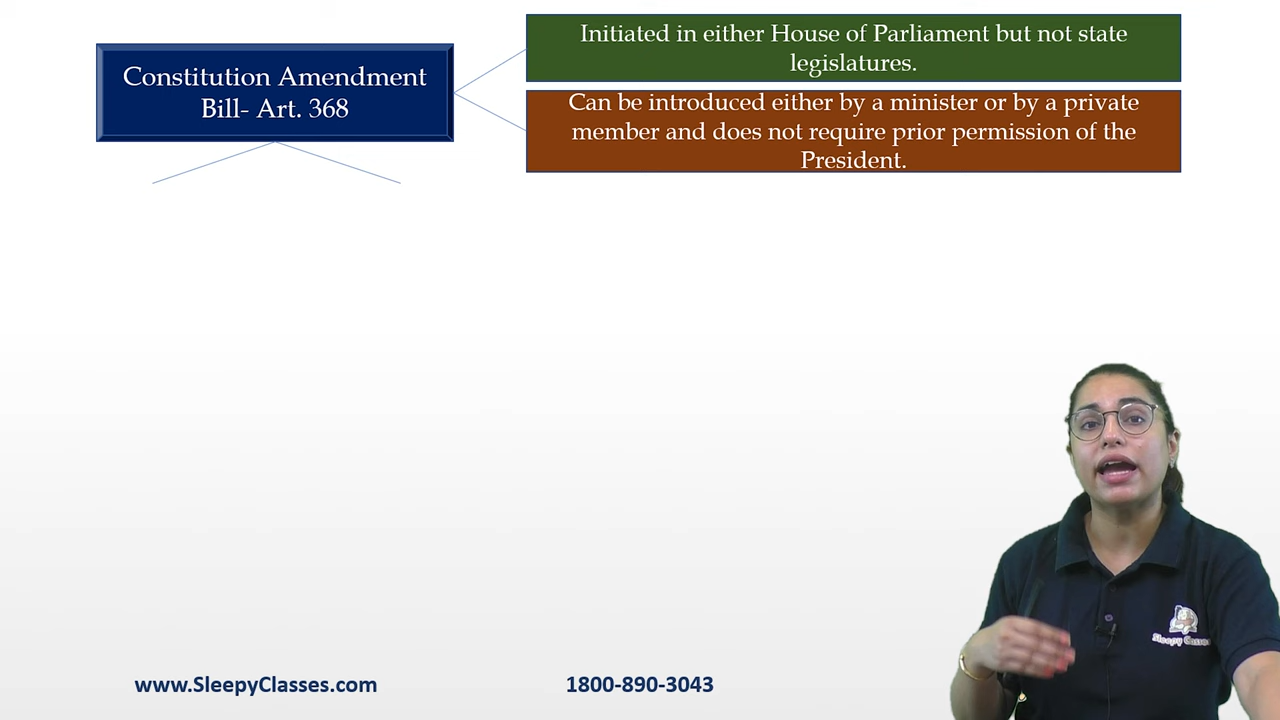 Constitution Amendment
Bill- Art. 368
Initiated in either House of Parliament but not state
legislatures.
Can be introduced either by a minister or by a private
member and does not require prior permission of the
President.
Sleepy Classes
www.SleepyClasses.com
1800-890-3043